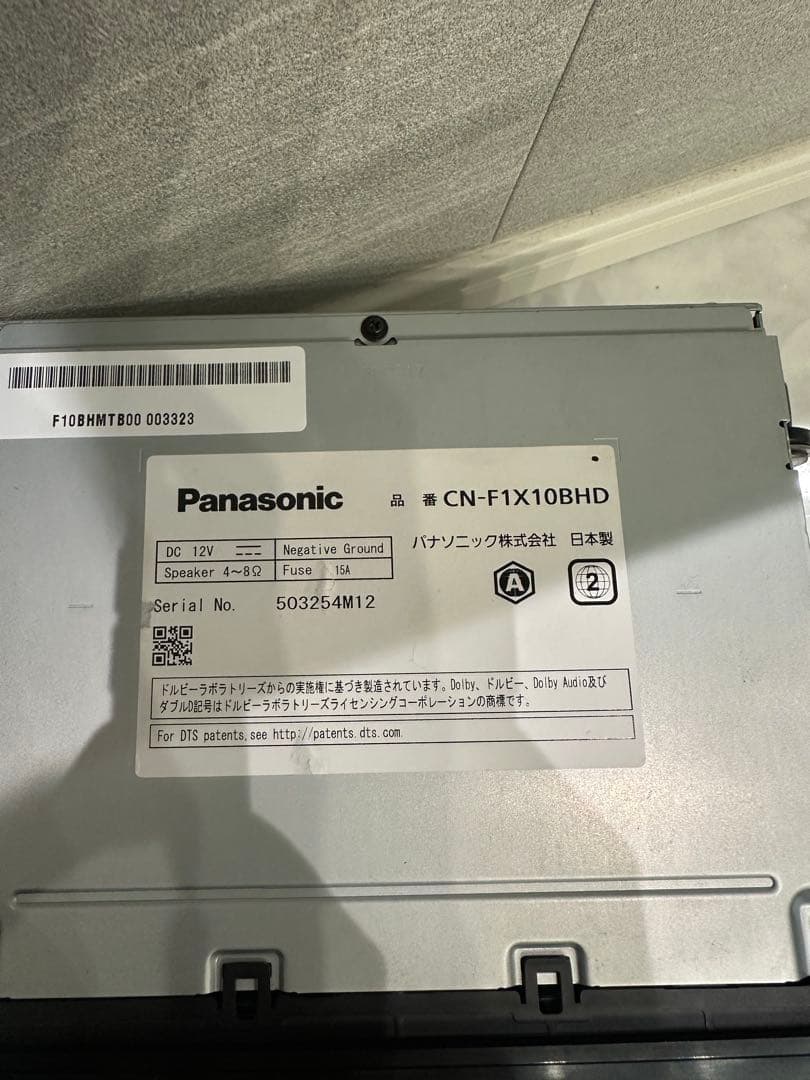 F10BHMTB00 003323
Panasonic 品 番 CN-F1X10BHD
パナソニック株式会社 日本製
DC 12V Negative Ground
Speaker 4～8Ω Fuse 15A
A 2
Serial No. 503254M12
ドルビーラボラトリーズからの実施権に基づき製造されています。Dolby、ドルビー、Dolby Audio及び
ダブルD記号はドルビーラボラトリーズライセンシングコーポレーションの商標です。
For DTS patents,see http://patents.dts.com.